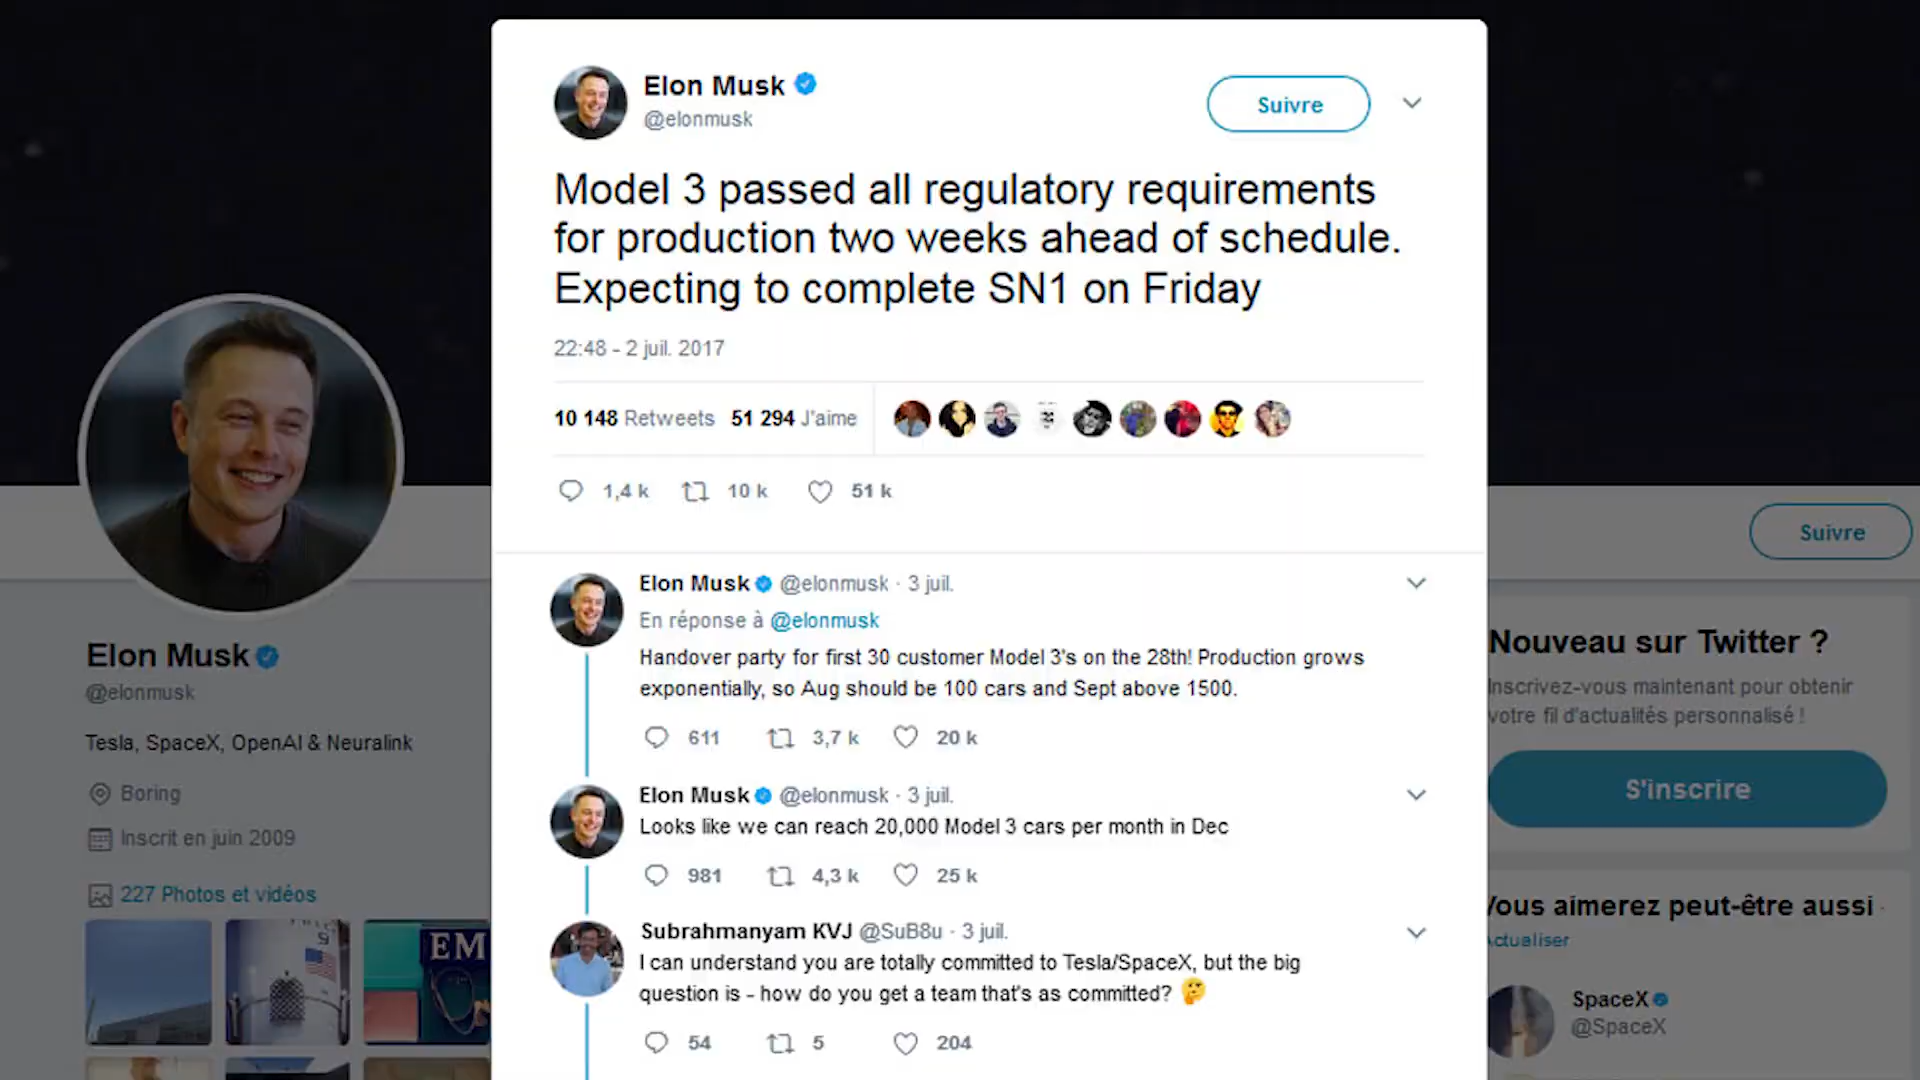 Elon Musk
@elonmusk
Suivre
Model 3 passed all regulatory requirements
for production two weeks ahead of schedule.
Expecting to complete SN1 on Friday
22:48 - 2 juil. 2017
10 148 Retweets 51 294 J'aime
1,4 k 10 k 51 k
Elon Musk @elonmusk · 3 juil.
En réponse à @elonmusk
Handover party for first 30 customer Model 3's on the 28th! Production grows
exponentially, so Aug should be 100 cars and Sept above 1500.
611 3,7 k 20 k
Elon Musk @elonmusk · 3 juil.
Looks like we can reach 20,000 Model 3 cars per month in Dec
981 4,3 k 25 k
Subrahmanyam KVJ @SuB8u · 3 juil.
I can understand you are totally committed to Tesla/SpaceX, but the big
question is - how do you get a team that's as committed? 🤔
54 5 204
Elon Musk
@elonmusk
Tesla, SpaceX, OpenAI & Neuralink
Boring
Inscrit en juin 2009
227 Photos et vidéos
EM
Suivre
Nouveau sur Twitter ?
Inscrivez-vous maintenant pour obtenir
votre fil d'actualités personnalisé !
S'inscrire
Vous aimerez peut-être aussi ·
Actualiser
SpaceX
@SpaceX